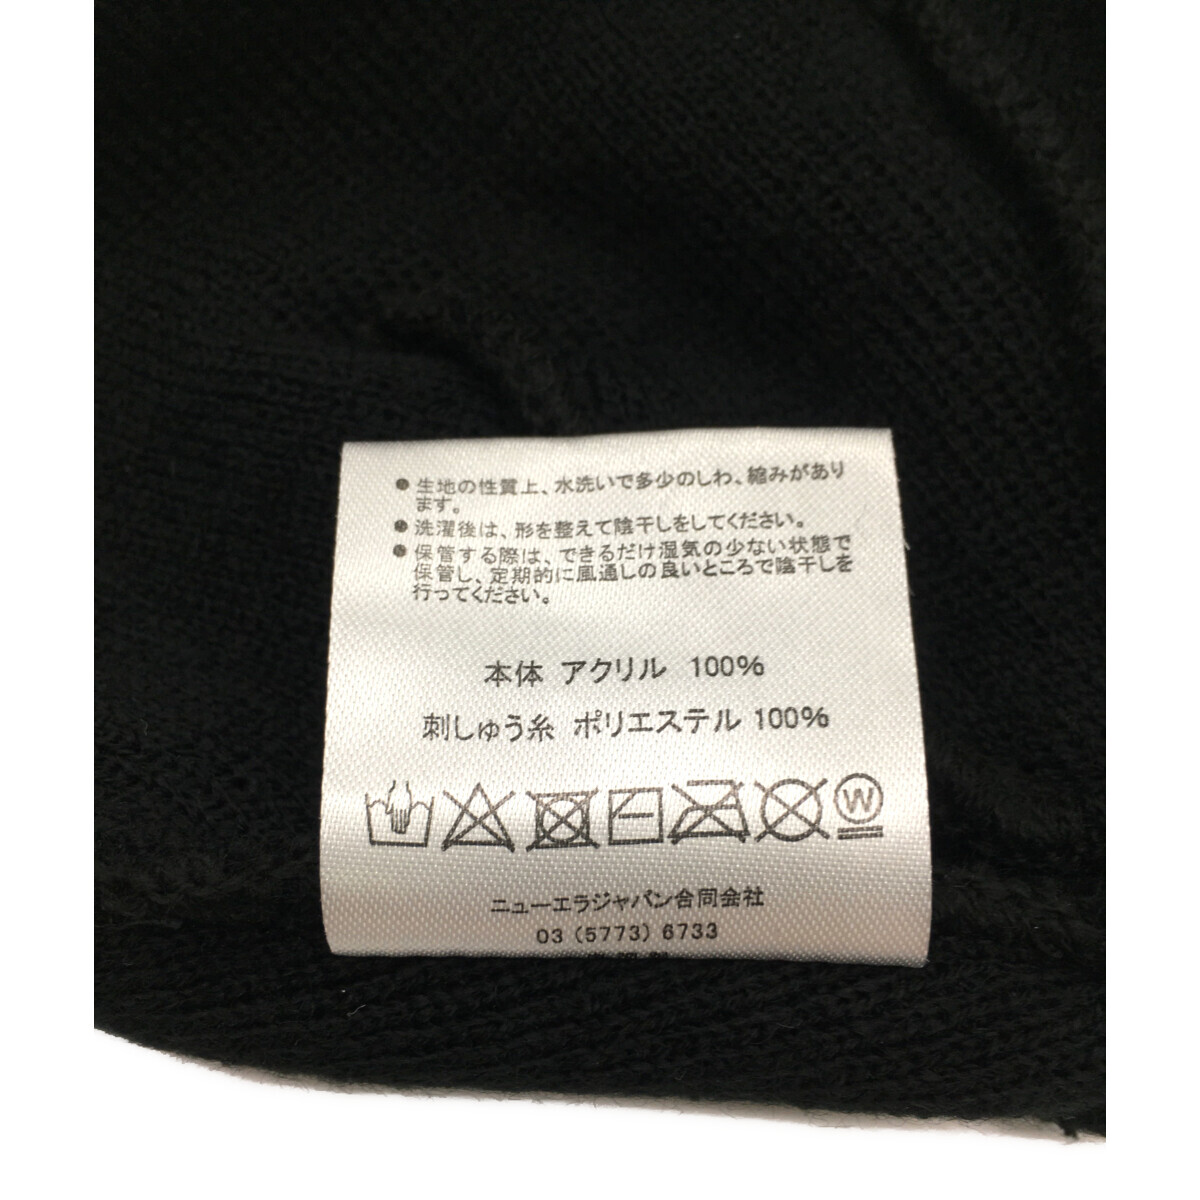 ● 生地の性質上、水洗いで多少のしわ、縮みがあり
ます。
● 洗濯後は、形を整えて陰干しをしてください。
● 保管する際は、できるだけ湿気の少ない状態で
保管し、定期的に風通しの良いところで陰干しを
行ってください。
本体 アクリル 100%
刺しゅう糸 ポリエステル 100%
W
ニューエラジャパン合同会社
03 (5773) 6733